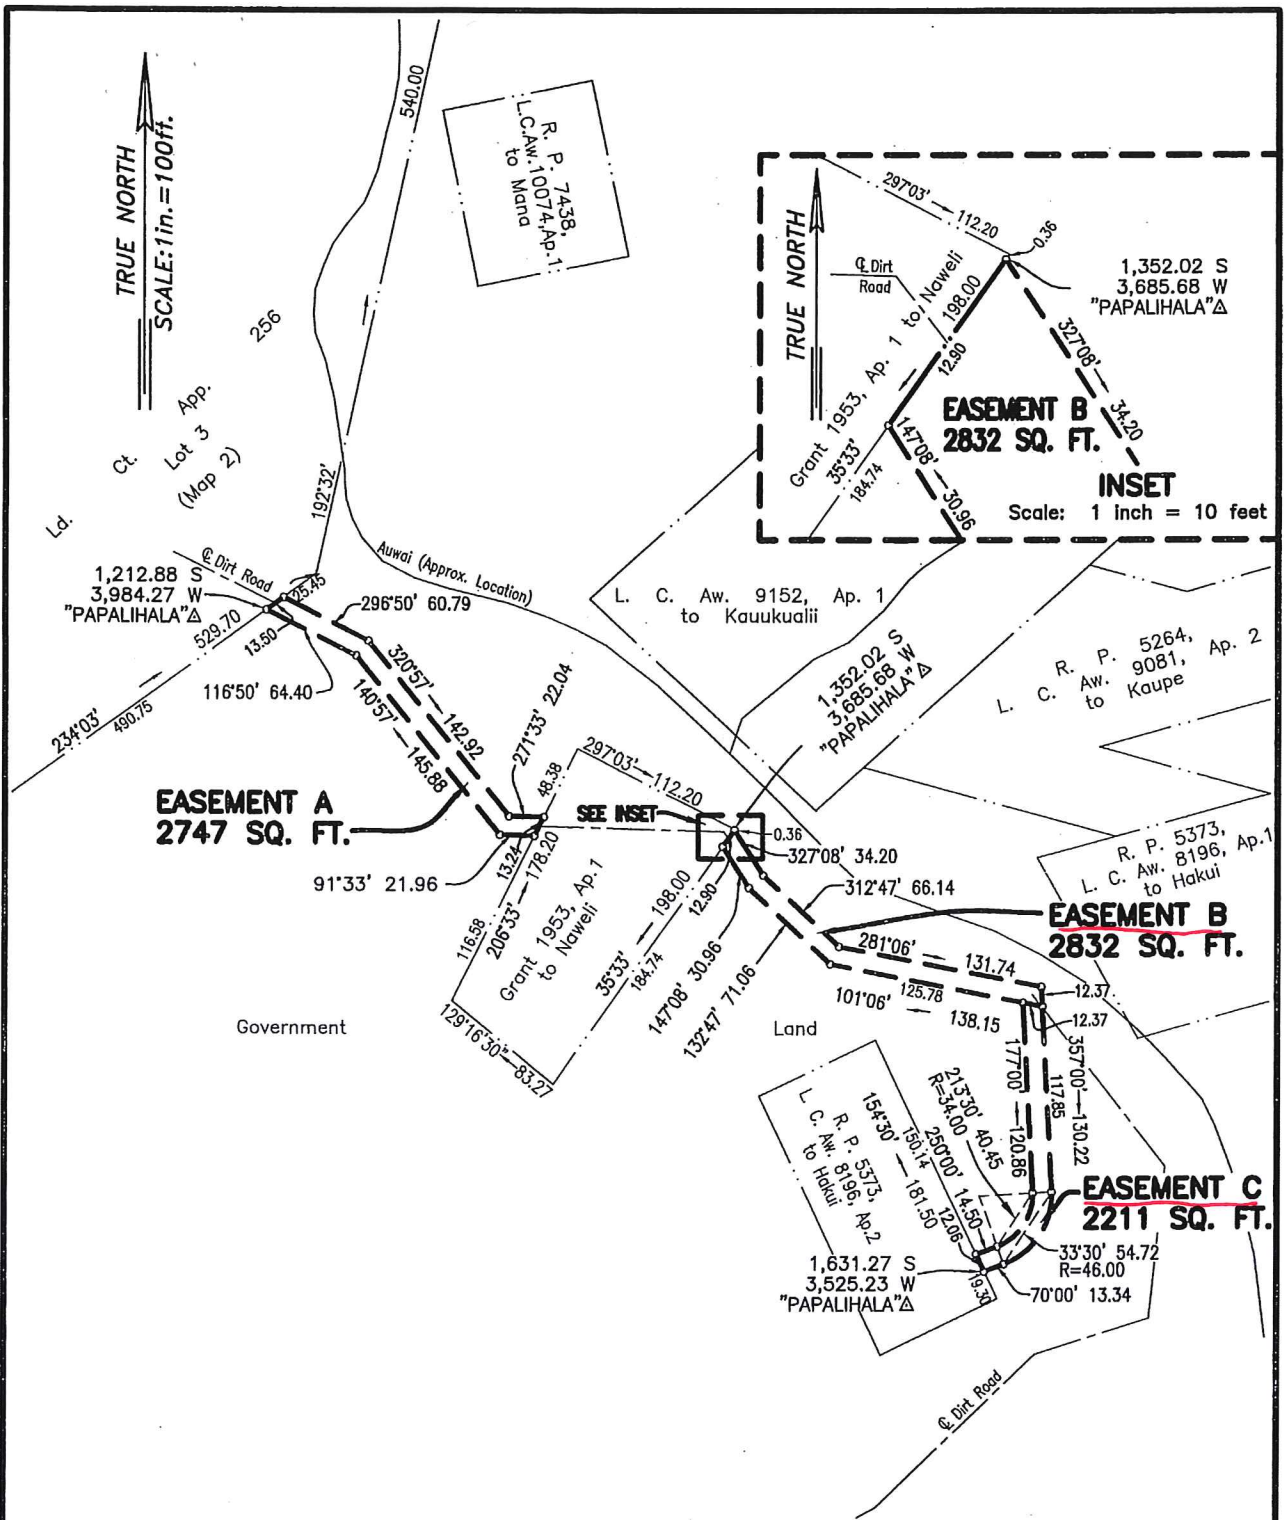 TRUE NORTH
SCALE:1in.=100ft.
540.00
R. P. 7438,
L.C.Aw.10074,Ap.1
to Mana
256
Ld. Ct. App.
Lot 3
(Map 2)
192°32'
TRUE NORTH
297°03' 112.20
0.36
℄ Dirt
Road
198.00
12.90
Grant 1953, Ap. 1 to Naweli
35°33'
184.74
1,352.02 S
3,685.68 W
"PAPALIHALA"
327°08' 34.20
EASEMENT B
2832 SQ. FT.
147°08' 30.96
INSET
Scale: 1 inch = 10 feet
℄ Dirt Road
1,212.88 S
3,984.27 W
"PAPALIHALA"
25.45
13.50
529.70
234°03'
490.75
296°50' 60.79
116°50' 64.40
320°57' 142.92
140°57' 145.88
271°33' 22.04
Auwai (Approx. Location)
L. C. Aw. 9152, Ap. 1
to Kauukualii
1,352.02 S
3,685.68 W
"PAPALIHALA"
R. P. 5264,
L. C. Aw. 9081, Ap. 2
to Kaupe
EASEMENT A
2747 SQ. FT.
91°33' 21.96
48.38
13.24
178.20
206°33'
116.58
297°03' 112.20
SEE INSET
0.36
327°08' 34.20
312°47' 66.14
Grant 1953, Ap.1
to Naweli
198.00
12.90
35°33'
184.74
129°16'30" 83.27
147°08' 30.96
132°47' 71.06
R. P. 5373,
L. C. Aw. 8196, Ap.1
to Hakui
EASEMENT B
2832 SQ. FT.
281°06' 131.74
12.37
125.78
101°06' 138.15
12.37
Government Land
177°00' 120.86
357°00' 130.22
117.85
213°30' 40.45
R=34.00
250°00' 14.50
154°30' 181.50
150.14
12.06
19.30
R. P. 5373,
L. C. Aw. 8196, Ap.2
to Hakui
EASEMENT C
2211 SQ. FT.
33°30' 54.72
R=46.00
70°00' 13.34
1,631.27 S
3,525.23 W
"PAPALIHALA"
℄ Dirt Road